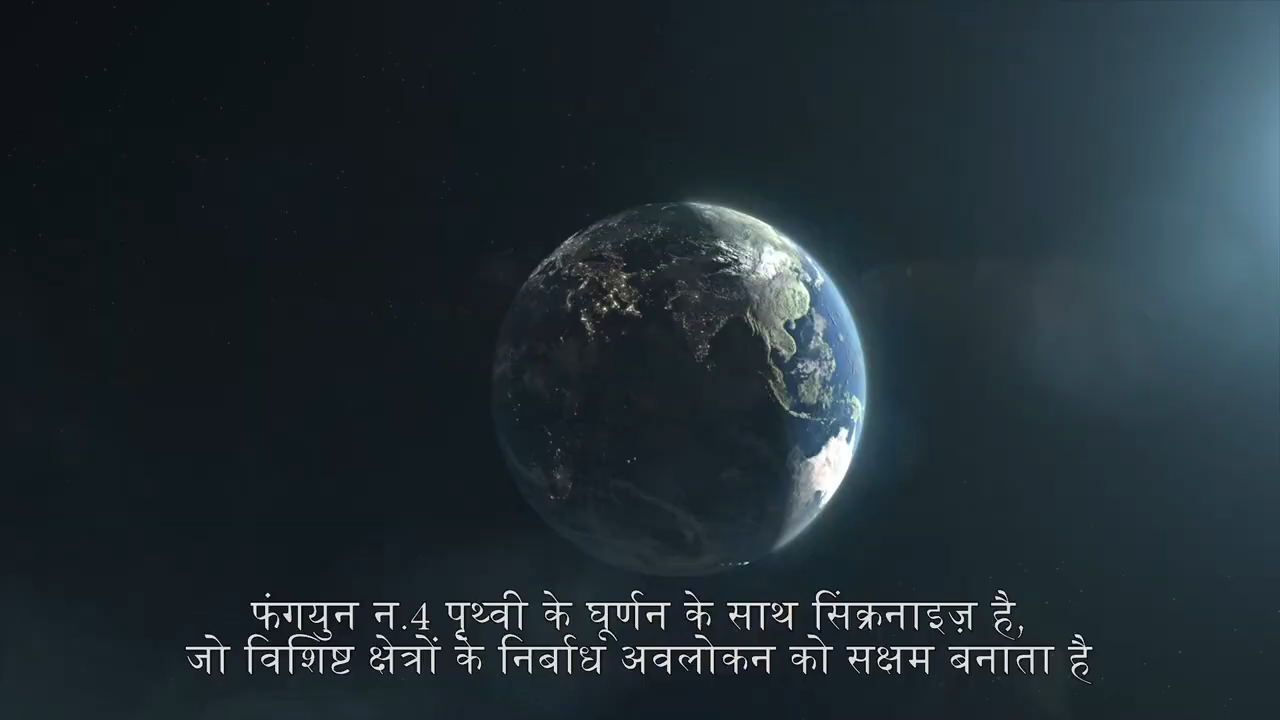 फंगयुन न.4 पृथ्वी के घूर्णन के साथ सिंक्रनाइज़ है,
जो विशिष्ट क्षेत्रों के निर्बाध अवलोकन को सक्षम बनाता है